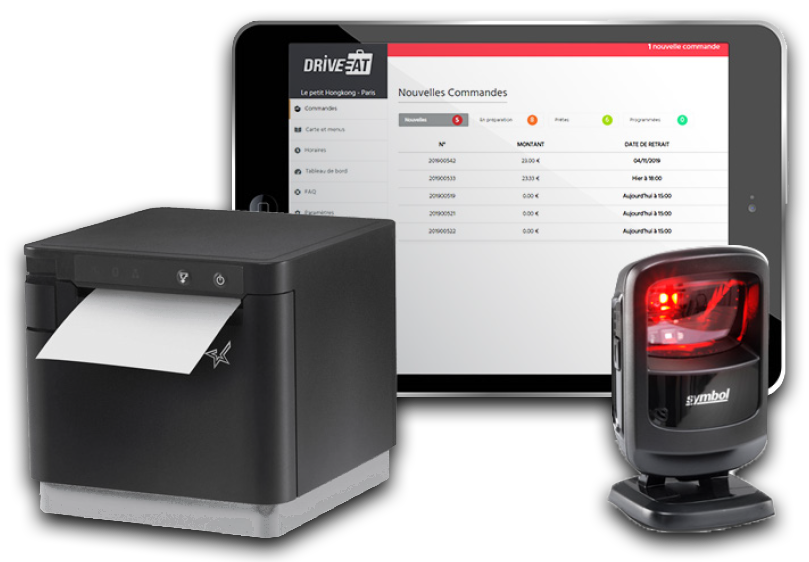 1 nouvelle commande
DRIVE EAT
Le petit Hongkong - Paris
Nouvelles Commandes
Commandes
Carte et menus
Horaires
Tableau de bord
FAQ
Paramètres
Nouvelles 5 En préparation 8 Prêtes 6 Programmées 0
N° MONTANT DATE DE RETRAIT
201900542 23.00 € 04/11/2019
201900533 23.00 € Hier à 18:00
201900519 0.00 € Aujourd'hui à 15:00
201900521 0.00 € Aujourd'hui à 15:00
201900522 0.00 € Aujourd'hui à 15:00
symbol